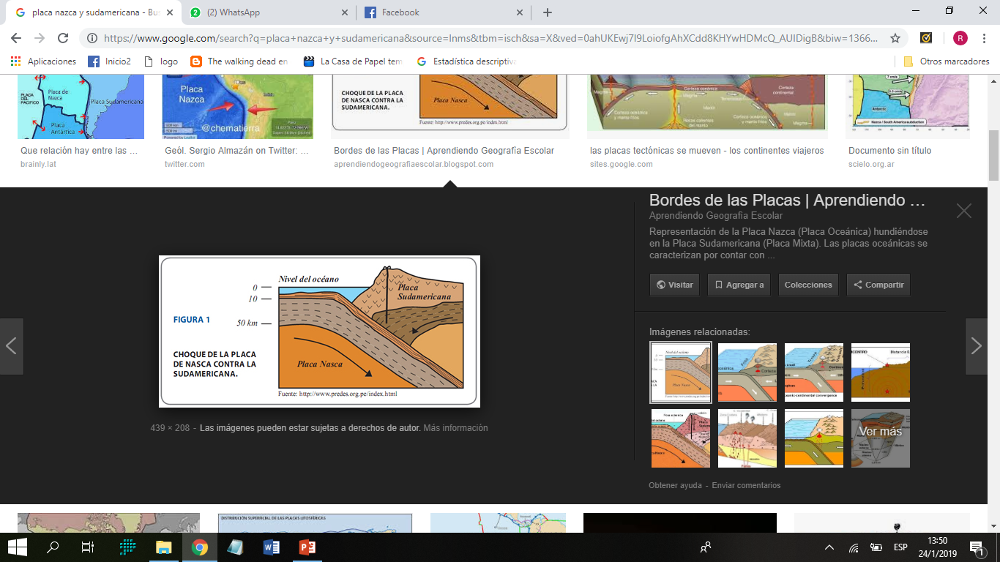 placa nazca y sudamericana - Bus
(2) WhatsApp
Facebook
https://www.google.com/search?q=placa+nazca+y+sudamericana&source=lnms&tbm=isch&sa=X&ved=0ahUKEwj7l9LoiofgAhXCdd8KHYwHDMcQ_AUIDigB&biw=1366...
R
Aplicaciones
Inicio2
logo
The walking dead en
La Casa de Papel tem
Estadística descriptiva
Otros marcadores
PLACA DEL PACIFICO
Placa de Nazca
Placa Sudamericana
Placa Antártica
Placa Nazca
@chematierra
CHOQUE DE LA PLACA
DE NASCA CONTRA LA
SUDAMERICANA.
Placa Nasca
Fuente: http://www.predes.org.pe/index.html
Que relación hay entre las ...
brainly.lat
Geól. Sergio Almazán on Twitter: ...
twitter.com
Bordes de las Placas | Aprendiendo Geografía Escolar
aprendiendogeografiaescolar.blogspot.com
las placas tectónicas se mueven - los continentes viajeros
sites.google.com
Documento sin título
scielo.org.ar
Bordes de las Placas | Aprendiendo ...
Aprendiendo Geografía Escolar
Representación de la Placa Nazca (Placa Oceánica) hundiéndose
en la Placa Sudamericana (Placa Mixta). Las placas oceánicas se
caracterizan por contar con ...
Visitar
Agregar a
Colecciones
Compartir
Nivel del océano
0
10
50 km
Placa
Sudamericana
FIGURA 1
CHOQUE DE LA PLACA
DE NASCA CONTRA LA
SUDAMERICANA.
Placa Nasca
Fuente: http://www.predes.org.pe/index.html
439 × 208 - Las imágenes pueden estar sujetas a derechos de autor. Más información
Imágenes relacionadas:
Ver más
Obtener ayuda - Enviar comentarios
DISTRIBUCIÓN SUPERFICIAL DE LAS PLACAS LITOSFÉRICAS
ESP
13:50
24/1/2019
1